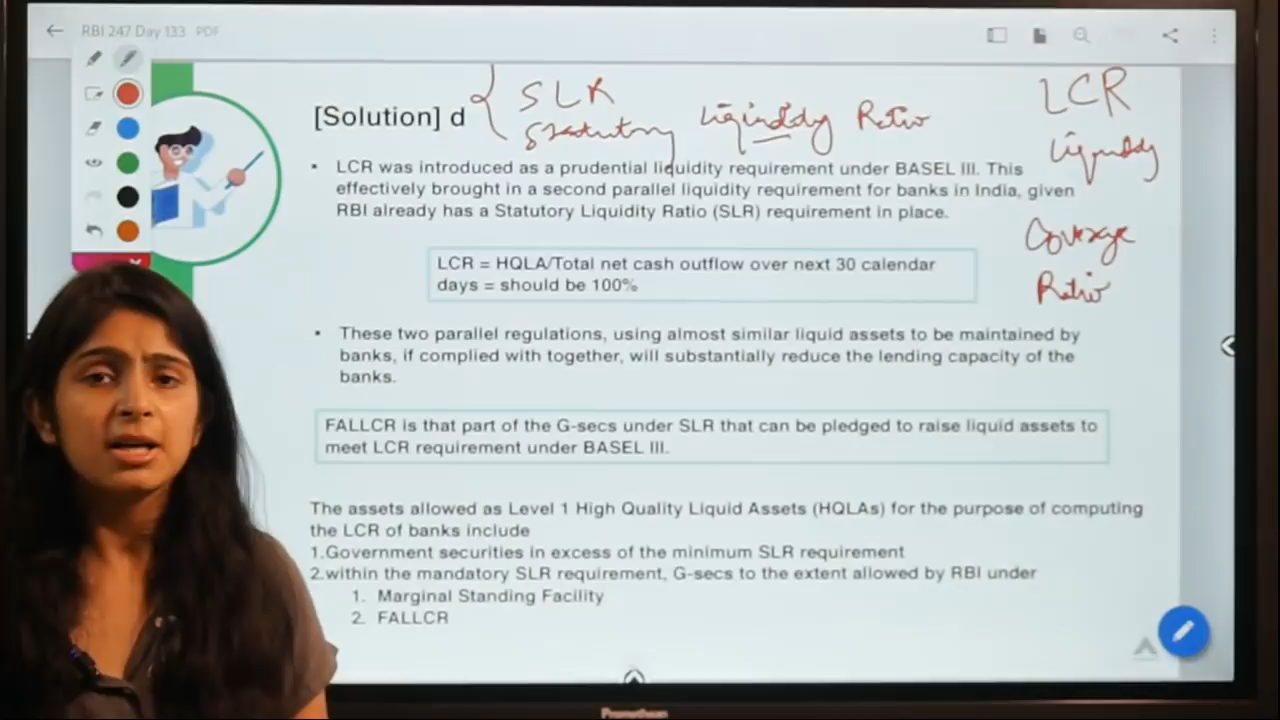 RBI 247 Day 133 PDF
SLR
Statutory Liquidity Ratio
LCR
Liquidity
Coverage
Ratio
[Solution] d
• LCR was introduced as a prudential liquidity requirement under BASEL III. This
effectively brought in a second parallel liquidity requirement for banks in India, given
RBI already has a Statutory Liquidity Ratio (SLR) requirement in place.
LCR = HQLA/Total net cash outflow over next 30 calendar
days = should be 100%
• These two parallel regulations, using almost similar liquid assets to be maintained by
banks, if complied with together, will substantially reduce the lending capacity of the
banks.
FALLCR is that part of the G-secs under SLR that can be pledged to raise liquid assets to
meet LCR requirement under BASEL III.
The assets allowed as Level 1 High Quality Liquid Assets (HQLAs) for the purpose of computing
the LCR of banks include
1.Government securities in excess of the minimum SLR requirement
2.within the mandatory SLR requirement, G-secs to the extent allowed by RBI under
1. Marginal Standing Facility
2. FALLCR
Promethean